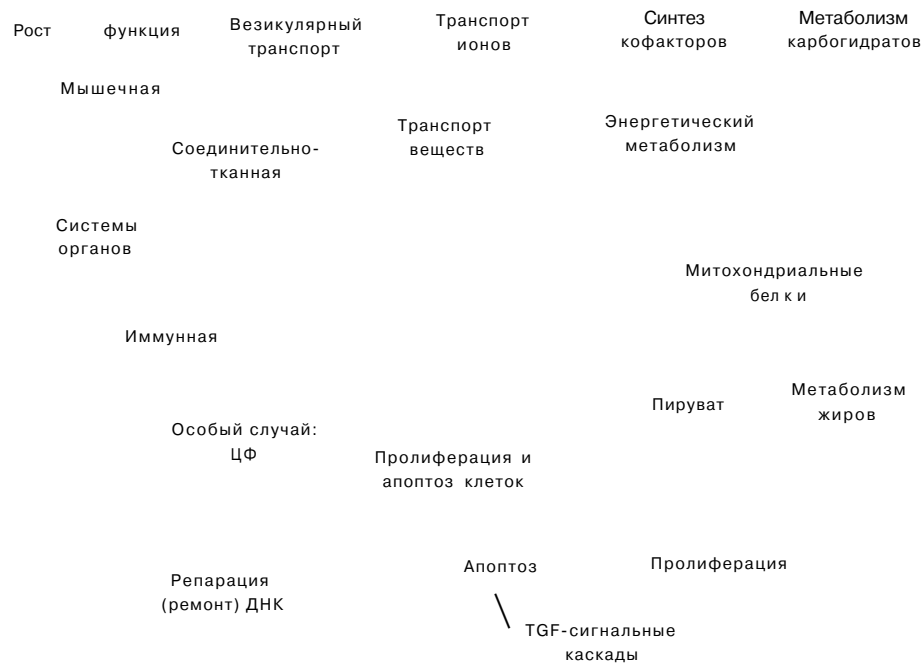 Рост
функция
Везикулярный
транспорт
Транспорт
ионов
Синтез
кофакторов
Метаболизм
карбогидратов
Мышечная
Соединительно-
тканная
Транспорт
веществ
Энергетический
метаболизм
Системы
органов
Митохондриальные
белки
Иммунная
Пируват
Метаболизм
жиров
Особый случай:
ЦФ
Пролиферация и
апоптоз клеток
Репарация
(ремонт) ДНК
Апоптоз
Пролиферация
TGF-сигнальные
каскады